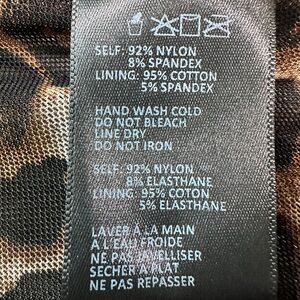 SELF: 92% NYLON
8% SPANDEX
LINING: 95% COTTON
5% SPANDEX
HAND WASH COLD
DO NOT BLEACH
LINE DRY
DO NOT IRON
SELF: 92% NYLON
8% ELASTHANE
LINING: 95% COTON
5% ELASTHANE
LAVER À LA MAIN
A L'EAU FROIDE
NE PAS JAVELLISER
SECHER A PLAT
NE PAS REPASSER